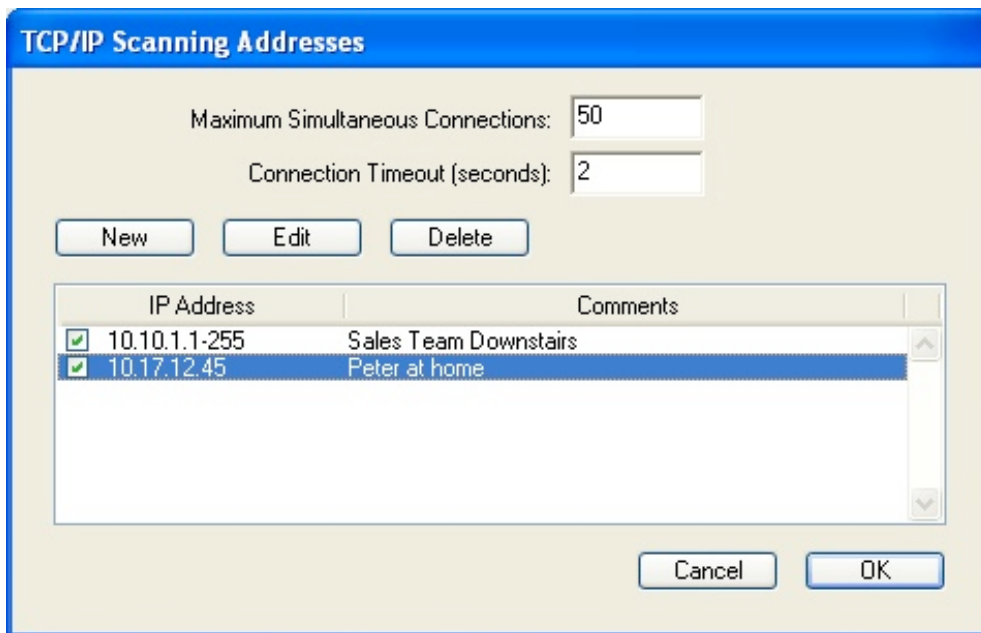 TCP/IP Scanning Addresses
Maximum Simultaneous Connections: 50
Connection Timeout (seconds): 2
New Edit Delete
IP Address Comments
10.10.1.1-255 Sales Team Downstairs
10.17.12.45 Peter at home
Cancel OK